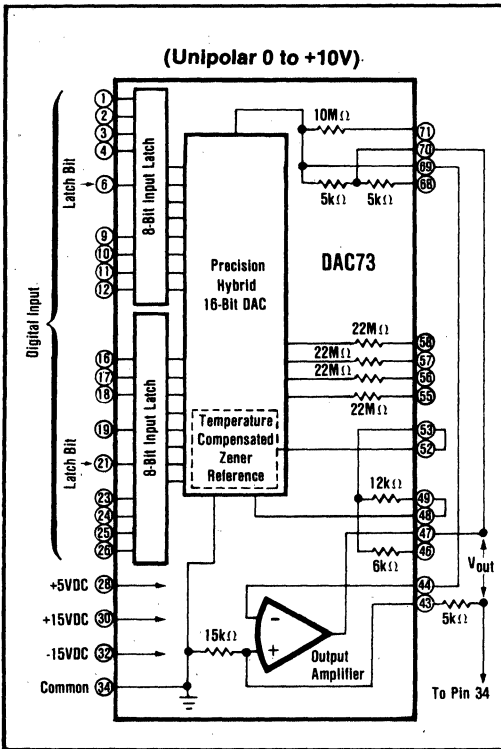 (Unipolar 0 to +10V)
1
2
3
4
6
9
10
11
12
16
17
18
19
21
23
24
25
26
28
30
32
34
Digital Input
Latch Bit
Latch Bit
8-Bit Input Latch
8-Bit Input Latch
+5VDC
+15VDC
-15VDC
Common
Precision
Hybrid
16-Bit DAC
Temperature
Compensated
Zener
Reference
DAC73
10MΩ
5kΩ
5kΩ
22MΩ
22MΩ
22MΩ
22MΩ
12kΩ
6kΩ
15kΩ
Output
Amplifier
71
70
69
68
58
57
56
55
53
52
49
48
47
46
44
43
Vout
5kΩ
To Pin 34